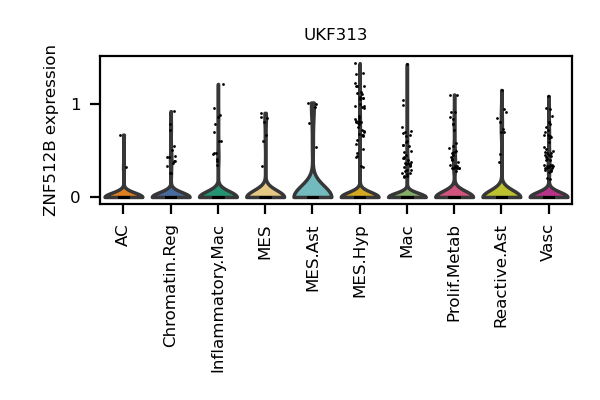 UKF313
ZNF512B expression
1
0
AC
Chromatin.Reg
Inflammatory.Mac
MES
MES.Ast
MES.Hyp
Mac
Prolif.Metab
Reactive.Ast
Vasc